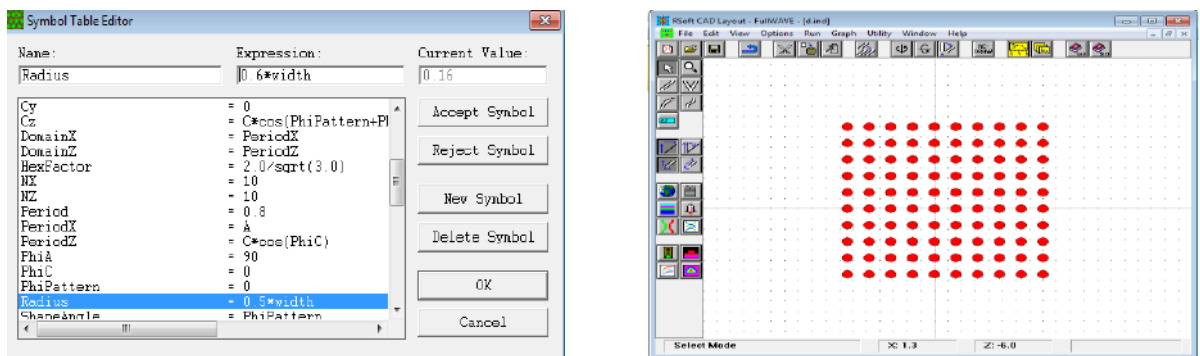 Symbol Table Editor
Name: Expression: Current Value:
Radius 0.6*width 0.16
Cy = 0
Cz = C*cos(PhiPattern+Ph
DomainX = PeriodX
DomainZ = PeriodZ
HexFactor = 2.0/sqrt(3.0)
NX = 10
NZ = 10
Period = 0.8
PeriodX = A
PeriodZ = C*cos(PhiC)
PhiA = 90
PhiC = 0
PhiPattern = 0
Radius = 0.5*width
ShapeAngle = PhiPattern
Accept Symbol
Reject Symbol
New Symbol
Delete Symbol
OK
Cancel
RSoft CAD Layout - FullWAVE - [d.ind]
File Edit View Options Run Graph Utility Window Help
Select Mode X: 1.3 Z: -6.0